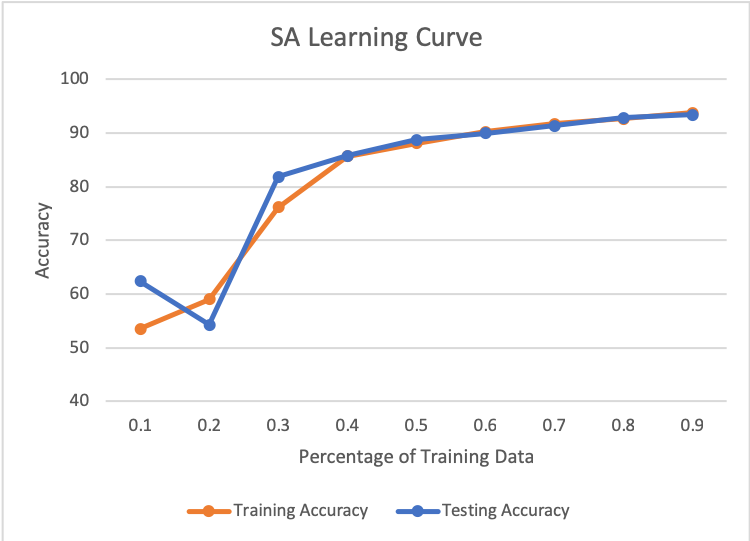 SA Learning Curve
100
90
80
70
60
50
40
Accuracy
0.1 0.2 0.3 0.4 0.5 0.6 0.7 0.8 0.9
Percentage of Training Data
Training Accuracy Testing Accuracy